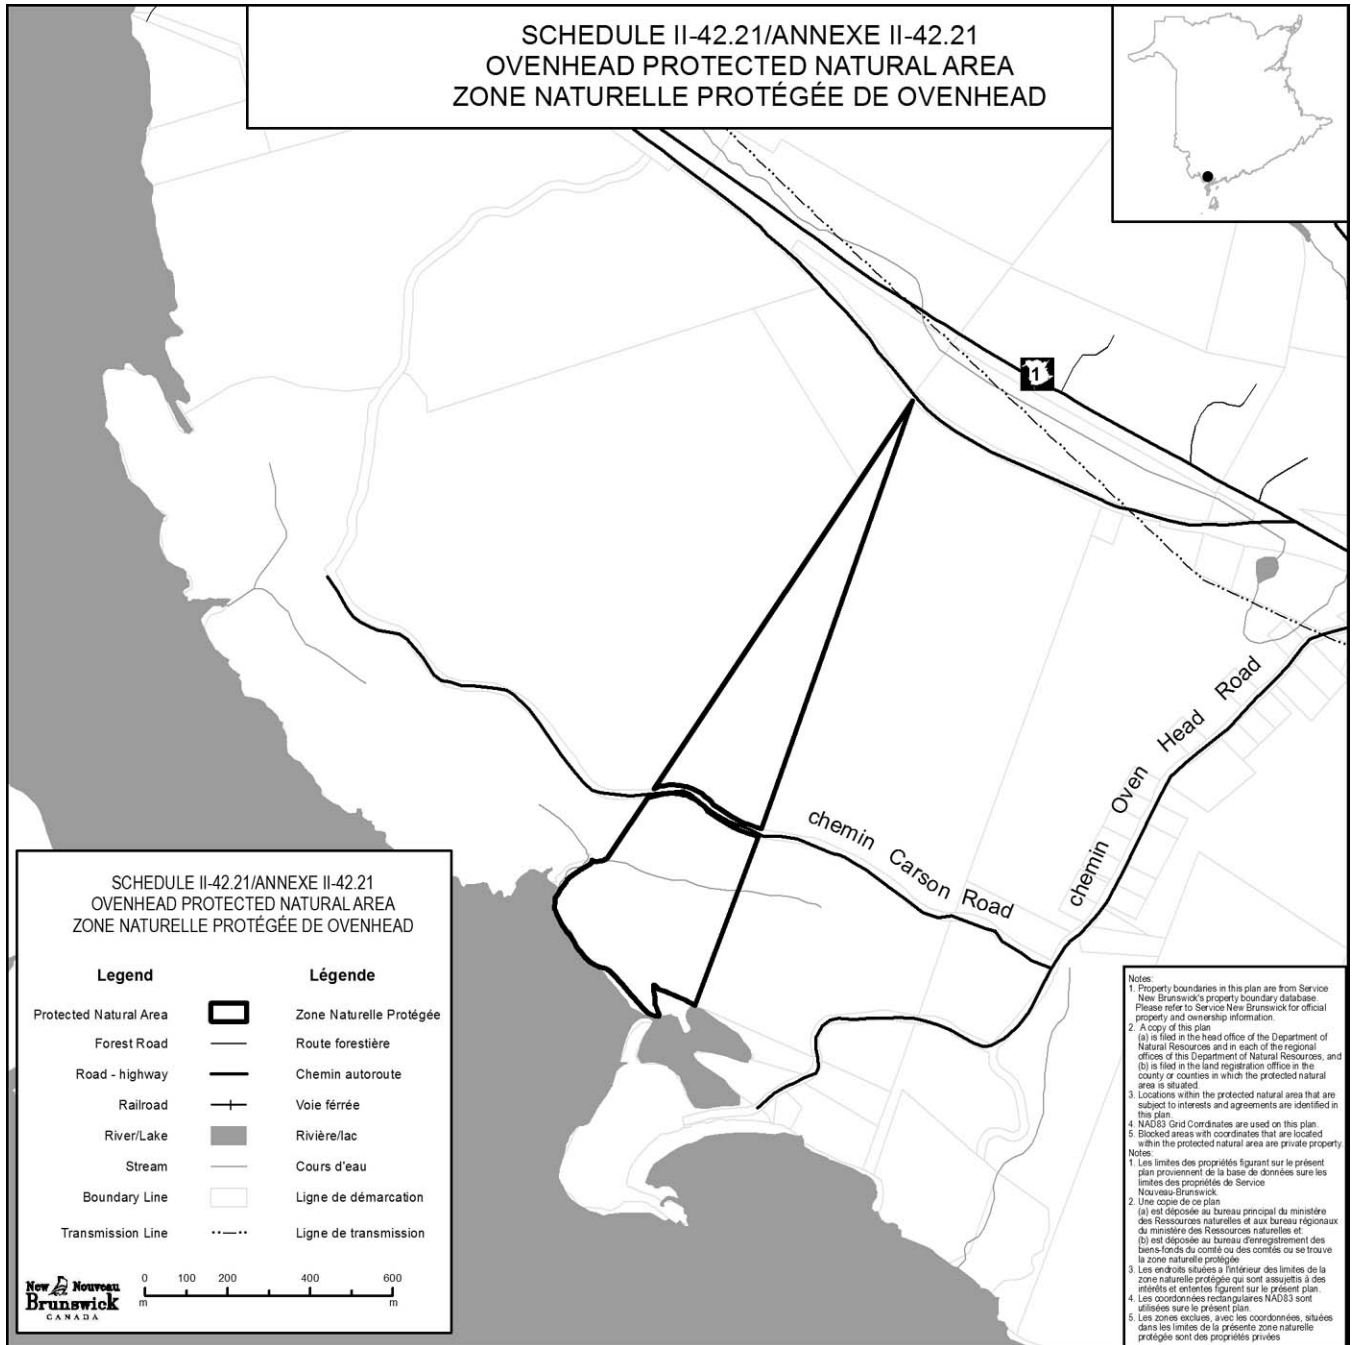 SCHEDULE II-42.21/ANNEXE II-42.21
OVENHEAD PROTECTED NATURAL AREA
ZONE NATURELLE PROTÉGÉE DE OVENHEAD
1
chemin Oven Head Road
chemin Carson Road
SCHEDULE II-42.21/ANNEXE II-42.21
OVENHEAD PROTECTED NATURAL AREA
ZONE NATURELLE PROTÉGÉE DE OVENHEAD
Legend Légende
Protected Natural Area Zone Naturelle Protégée
Forest Road Route forestière
Road - highway Chemin autoroute
Railroad Voie férrée
River/Lake Rivière/lac
Stream Cours d'eau
Boundary Line Ligne de démarcation
Transmission Line Ligne de transmission
New Nouveau
Brunswick
CANADA
0 100 200 400 600
m m
Notes:
1. Property boundaries in this plan are from Service
New Brunswick's property boundary database.
Please refer to Service New Brunswick for official
property and ownership information.
2. A copy of this plan
(a) is filed in the head office of the Department of
Natural Resources and in each of the regional
offices of this Department of Natural Resources, and
(b) is filed in the land registration office in the
county or counties in which the protected natural
area is situated.
3. Locations within the protected natural area that are
subject to interests and agreements are identified in
this plan.
4. NAD83 Grid Corrdinates are used on this plan.
5. Blocked areas with coordinates that are located
within the protected natural area are private property.
Notes:
1. Les limites des propriétés figurant sur le présent
plan proviennent de la base de données sure les
limites des propriétés de Service
Nouveau-Brunswick.
2. Une copie de ce plan
(a) est déposée au bureau principal du ministére
des Ressources naturelles et aux bureau régionaux
du ministére des Ressources naturelles et:
(b) est déposée au bureau d'enregistrement des
biens-fonds du comté ou des comtés ou se trouve
la zone naturelle protégée
3. Les endroits situées a l'intérieur des limites de la
zone naturelle protégée qui sont assujettis à des
intérêts et ententes figurent sur le présent plan.
4. Les coordonnées rectangulaires NAD83 sont
utilisées sure le présent plan.
5. Les zones exclues, avec les coordonnées, situées
dans les limites de la présente zone naturelle
protégée sont des propriétés privées